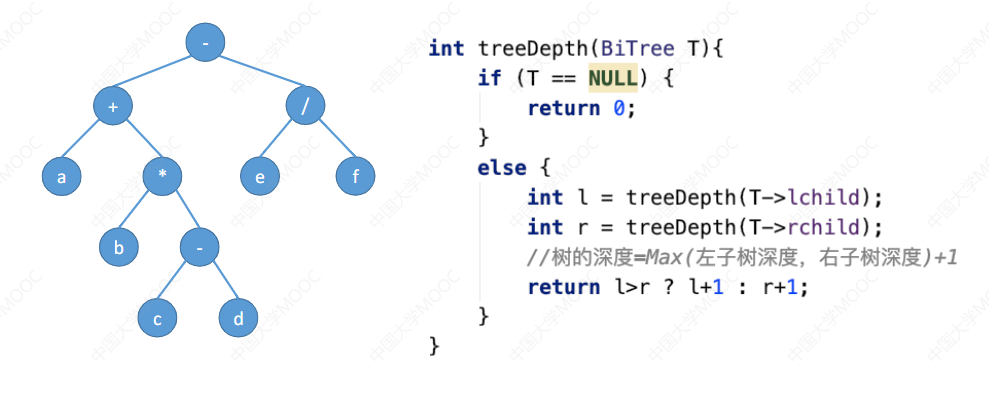 -
+
/
a
*
e
f
b
-
c
d
int treeDepth(BiTree T){
if (T == NULL) {
return 0;
}
else {
int l = treeDepth(T->lchild);
int r = treeDepth(T->rchild);
//树的深度=Max(左子树深度，右子树深度)+1
return l>r ? l+1 : r+1;
}
}
中国大学MOOC